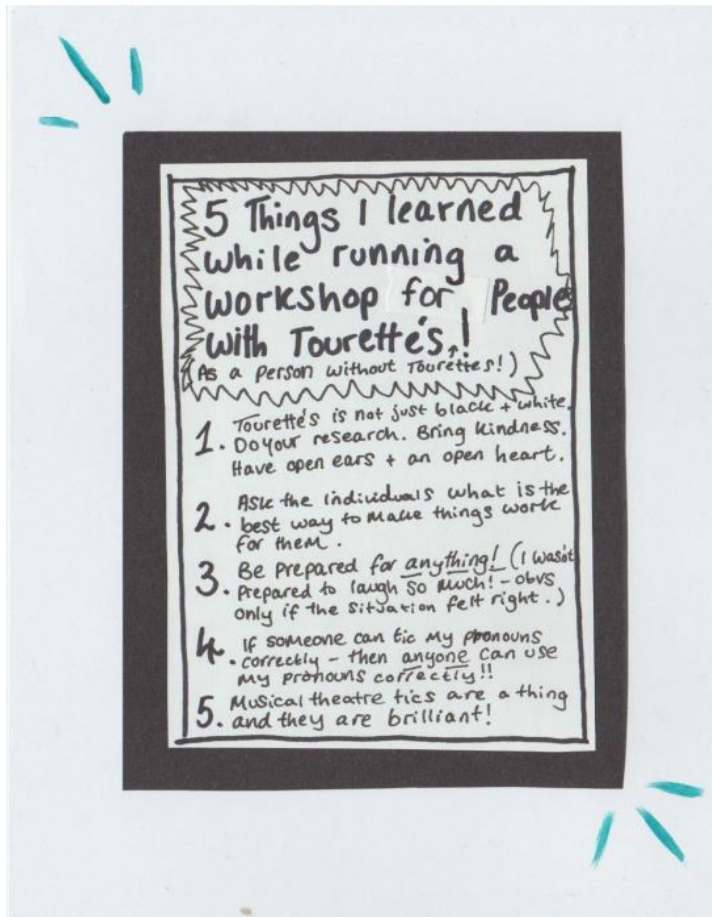 5 Things I learned
while running a
workshop for People
with Tourette's!
(As a person without Tourettes!)
1. Tourette's is not just black + white.
Do your research. Bring kindness.
Have open ears + an open heart.
2. Ask the individuals what is the
best way to make things work
for them.
3. Be prepared for anything! (I wasn't
prepared to laugh so much! - obvs
only if the situation felt right.)
4. If someone can tic my pronouns
correctly - then anyone can use
my pronouns correctly!!
5. Musical theatre tics are a thing
and they are brilliant!